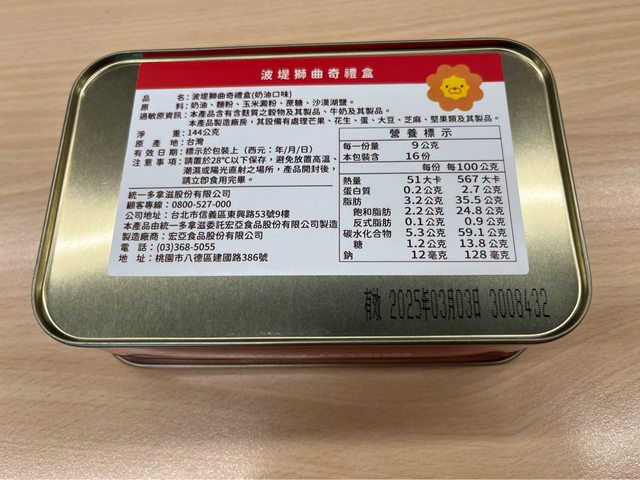 波堤獅曲奇禮盒
品名:波堤獅曲奇禮盒(奶油口味)
原料:奶油、麵粉、玉米澱粉、蔗糖、沙漠湖鹽。
過敏原資訊:本產品含有含麩質之穀物及其製品、牛奶及其製品。
本產品製造廠房,其設備有處理芒果、花生、蛋、大豆、芝麻、堅果類及其製品。
淨重:144公克
原產地:台灣
有效日期:標示於包裝上(西元:年/月/日)
注意事項:請置於28°C以下保存,避免放置高溫、
潮濕或陽光直射之場所,產品開封後,
請立即食用完畢。
統一多拿滋股份有限公司
顧客專線:0800-527-000
公司地址:台北市信義區東興路53號9樓
本產品由統一多拿滋委託宏亞食品股份有限公司製造
製造廠商:宏亞食品股份有限公司
電話:(03)368-5055
地址:桃園市八德區建國路386號
營養標示
每一份量 9公克
本包裝含 16份
每份 每100公克
熱量 51大卡 567大卡
蛋白質 0.2公克 2.7公克
脂肪 3.2公克 35.5公克
飽和脂肪 2.2公克 24.8公克
反式脂肪 0.1公克 0.9公克
碳水化合物 5.3公克 59.1公克
糖 1.2公克 13.8公克
鈉 12毫克 128毫克
有效 2025年03月03日 3008432